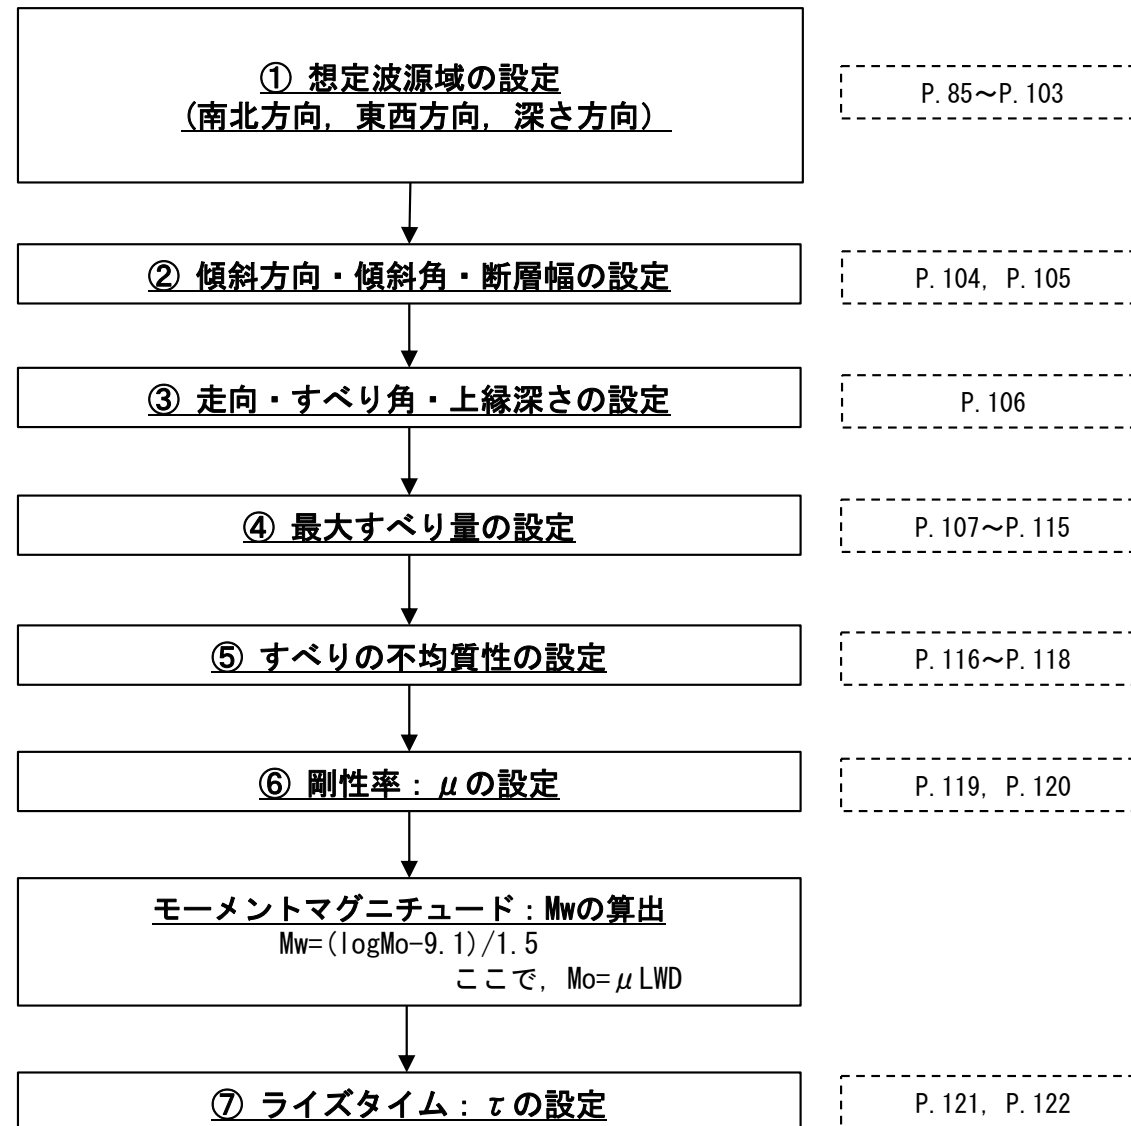 ① 想定波源域の設定
(南北方向, 東西方向, 深さ方向)
P.85～P.103
② 傾斜方向・傾斜角・断層幅の設定
P.104, P.105
③ 走向・すべり角・上縁深さの設定
P.106
④ 最大すべり量の設定
P.107～P.115
⑤ すべりの不均質性の設定
P.116～P.118
⑥ 剛性率：μの設定
P.119, P.120
モーメントマグニチュード：Mwの算出
Mw=(logMo-9.1)/1.5
ここで, Mo=μLWD
⑦ ライズタイム：τの設定
P.121, P.122